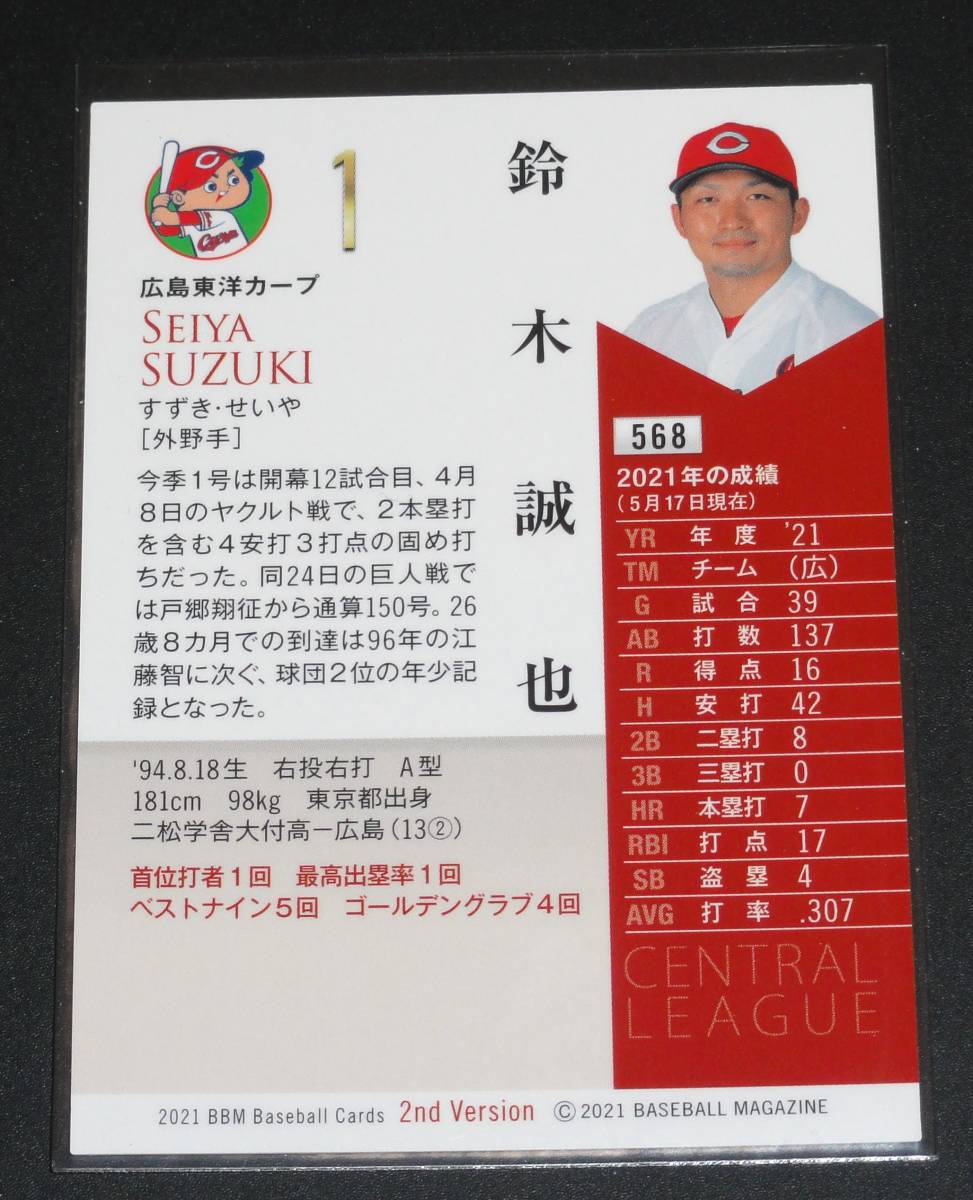 1
広島東洋カープ
SEIYA
SUZUKI
すずき・せいや
［外野手］
鈴木誠也
今季1号は開幕12試合目、4月
8日のヤクルト戦で、2本塁打
を含む4安打3打点の固め打
ちだった。同24日の巨人戦で
は戸郷翔征から通算150号。26
歳8カ月での到達は96年の江
藤智に次ぐ、球団2位の年少記
録となった。
'94.8.18生　右投右打　A型
181cm　98kg　東京都出身
二松学舎大付高－広島（13②）
首位打者1回　最高出塁率1回
ベストナイン5回　ゴールデングラブ4回
568
2021年の成績
（5月17日現在）
YR 年度 '21
TM チーム （広）
G 試合 39
AB 打数 137
R 得点 16
H 安打 42
2B 二塁打 8
3B 三塁打 0
HR 本塁打 7
RBI 打点 17
SB 盗塁 4
AVG 打率 .307
CENTRAL
LEAGUE
2021 BBM Baseball Cards 2nd Version © 2021 BASEBALL MAGAZINE